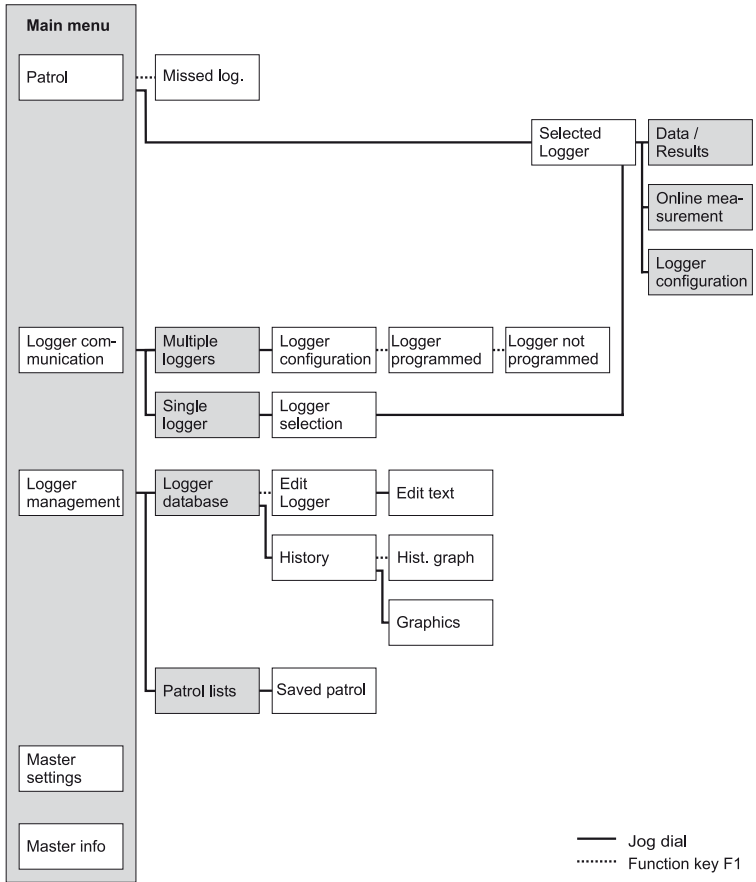 Main menu
Patrol
Missed log.
Selected
Logger
Data /
Results
Online mea-
surement
Logger
configuration
Logger com-
munication
Multiple
loggers
Logger
configuration
Logger
programmed
Logger not
programmed
Single
logger
Logger
selection
Logger
management
Logger
database
Edit
Logger
Edit text
History
Hist. graph
Graphics
Patrol lists
Saved patrol
Master
settings
Master info
Jog dial
Function key F1